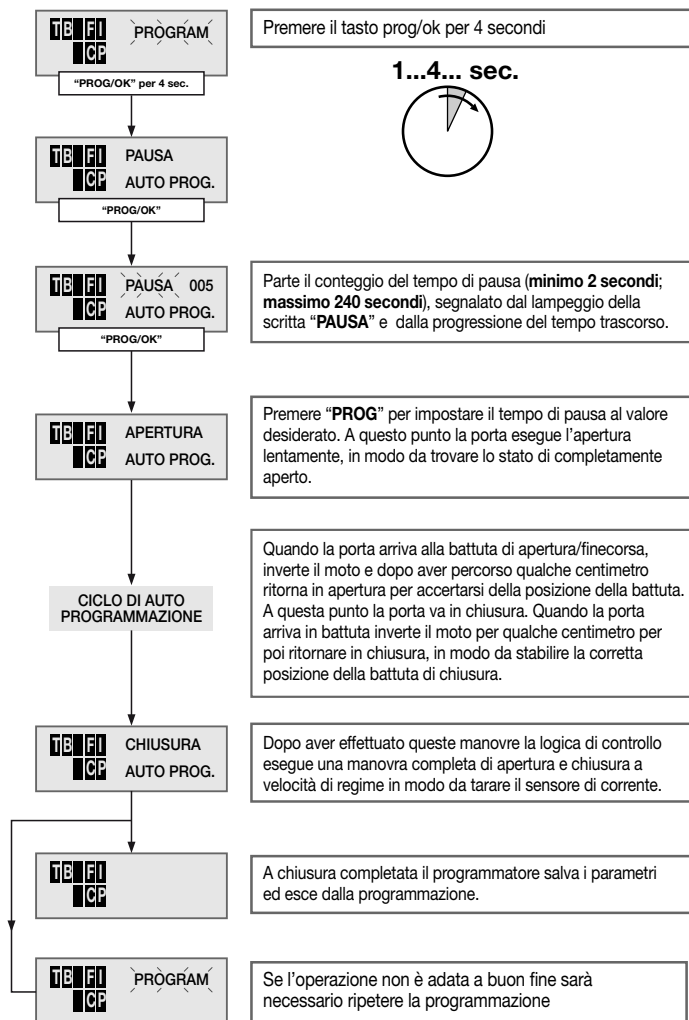 TB FI PROGRAM
CP
Premere il tasto prog/ok per 4 secondi
"PROG/OK" per 4 sec.
1...4... sec.
TB FI PAUSA
CP AUTO PROG.
"PROG/OK"
TB FI PAUSA 005
CP AUTO PROG.
"PROG/OK"
Parte il conteggio del tempo di pausa (minimo 2 secondi;
massimo 240 secondi), segnalato dal lampeggio della
scritta “PAUSA” e dalla progressione del tempo trascorso.
TB FI APERTURA
CP AUTO PROG.
Premere “PROG” per impostare il tempo di pausa al valore
desiderato. A questo punto la porta esegue l’apertura
lentamente, in modo da trovare lo stato di completamente
aperto.
CICLO DI AUTO
PROGRAMMAZIONE
Quando la porta arriva alla battuta di apertura/finecorsa,
inverte il moto e dopo aver percorso qualche centimetro
ritorna in apertura per accertarsi della posizione della battuta.
A questa punto la porta va in chiusura. Quando la porta
arriva in battuta inverte il moto per qualche centimetro per
poi ritornare in chiusura, in modo da stabilire la corretta
posizione della battuta di chiusura.
TB FI CHIUSURA
CP AUTO PROG.
Dopo aver effettuato queste manovre la logica di controllo
esegue una manovra completa di apertura e chiusura a
velocità di regime in modo da tarare il sensore di corrente.
TB FI
CP
A chiusura completata il programmatore salva i parametri
ed esce dalla programmazione.
TB FI PROGRAM
CP
Se l’operazione non è adata a buon fine sarà
necessario ripetere la programmazione